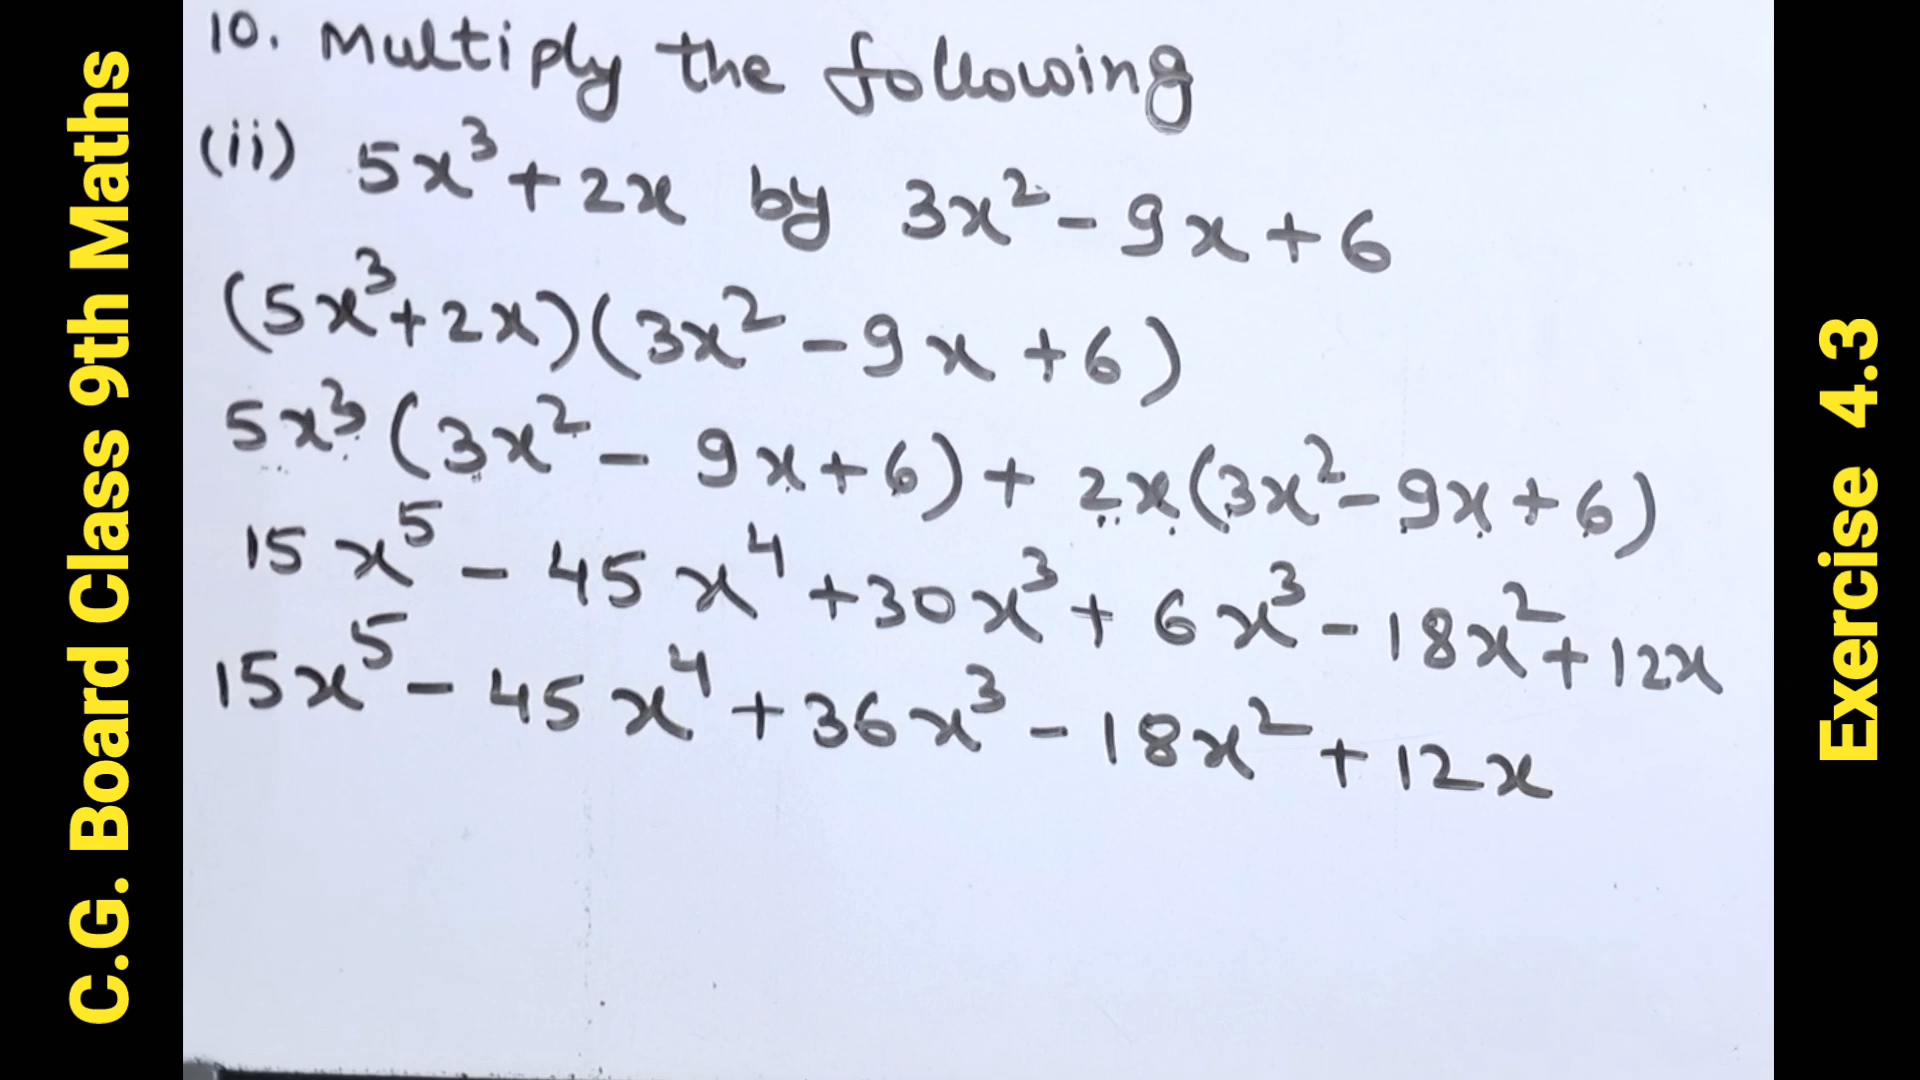 C.G. Board Class 9th Maths
10. Multiply the following
(ii) 5x³ + 2x by 3x² - 9x + 6
(5x³ + 2x)(3x² - 9x + 6)
5x³(3x² - 9x + 6) + 2x(3x² - 9x + 6)
15x⁵ - 45x⁴ + 30x³ + 6x³ - 18x² + 12x
15x⁵ - 45x⁴ + 36x³ - 18x² + 12x
Exercise 4.3